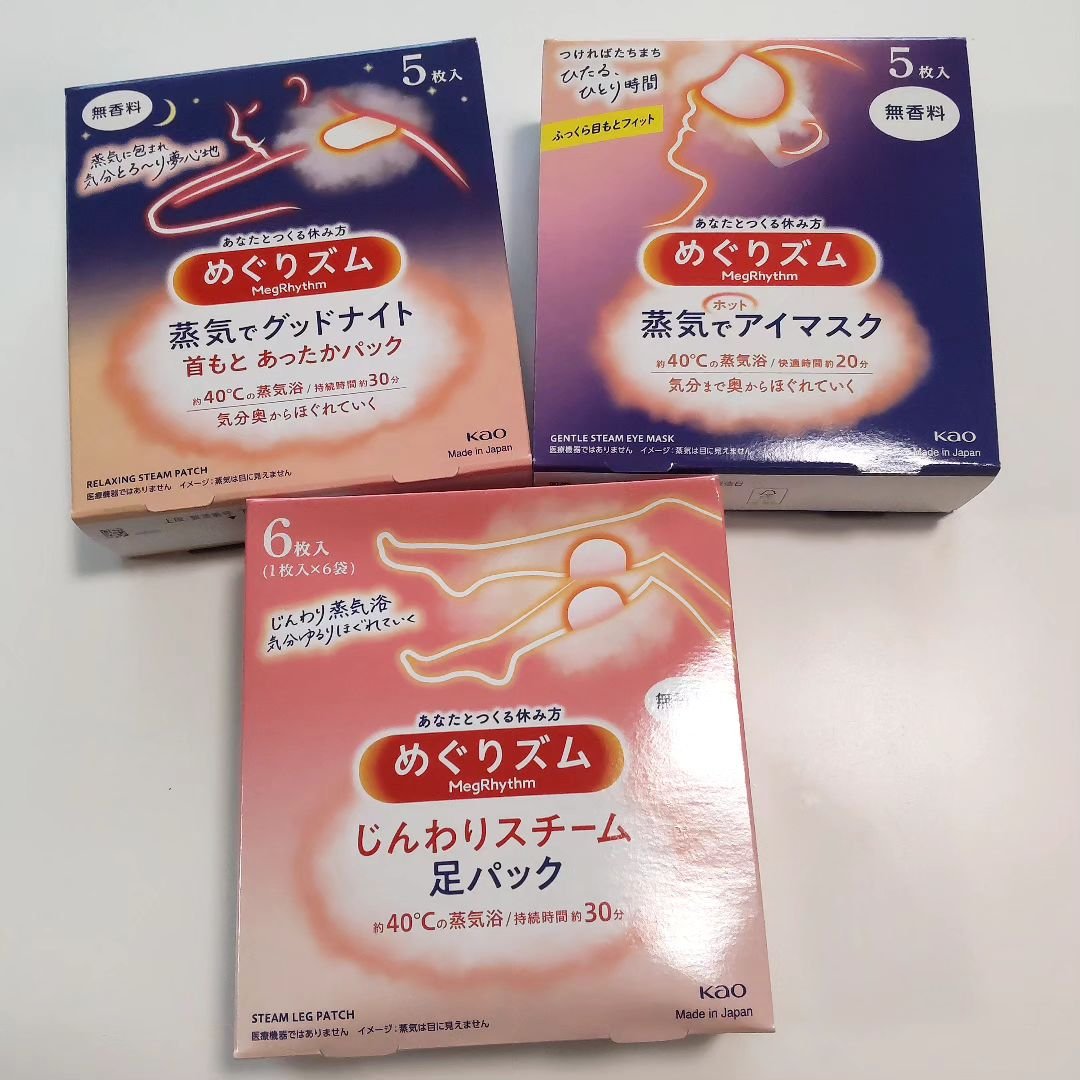 5枚入
無香料
蒸気に包まれ
気分とろ〜り夢心地
あなたとつくる休み方
めぐりズム
MegRhythm
蒸気でグッドナイト
首もと あったかパック
約40℃の蒸気浴/持続時間 約30分
気分奥からほぐれていく
Kao
Made in Japan
RELAXING STEAM PATCH
医療機器ではありません イメージ:蒸気は目に見えません
つければたちまち
ひたる、
ひとり時間
5枚入
無香料
ふっくら目もとフィット
あなたとつくる休み方
めぐりズム
MegRhythm
ホット
蒸気でアイマスク
約40℃の蒸気浴/快適時間 約20分
気分まで奥からほぐれていく
Kao
GENTLE STEAM EYE MASK
Made in Japan
医療機器ではありません イメージ:蒸気は目に見えません
6枚入
(1枚入×6袋)
じんわり蒸気浴
気分ゆるりほぐれていく
無
あなたとつくる休み方
めぐりズム
MegRhythm
じんわりスチーム
足パック
約40℃の蒸気浴/持続時間 約30分
Kao
STEAM LEG PATCH
Made in Japan
医療機器ではありません イメージ:蒸気は目に見えません